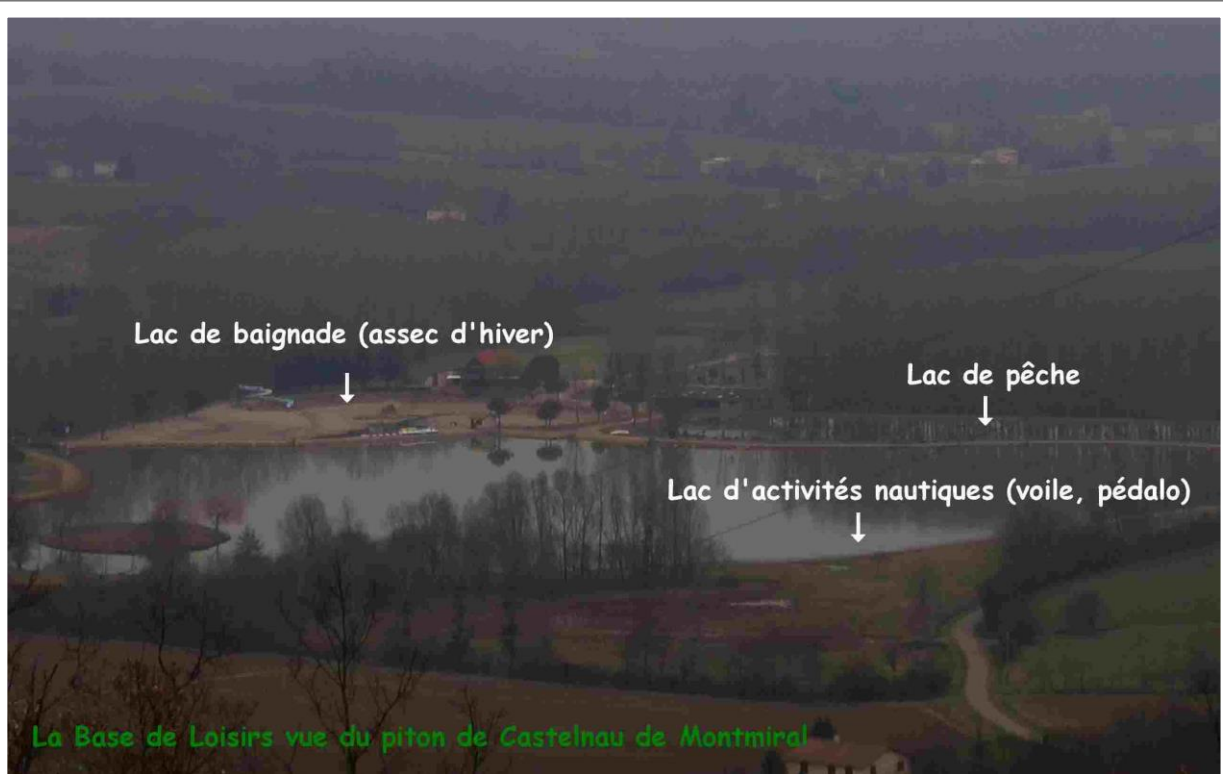 Lac de baignade (assec d'hiver)
Lac de pêche
Lac d'activités nautiques (voile, pédalo)
La Base de Loisirs vue du piton de Castelnau de Montmiral